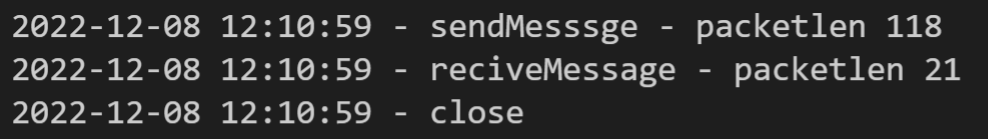 2022-12-08 12:10:59 - sendMesssge - packetlen 118
2022-12-08 12:10:59 - reciveMessage - packetlen 21
2022-12-08 12:10:59 - close